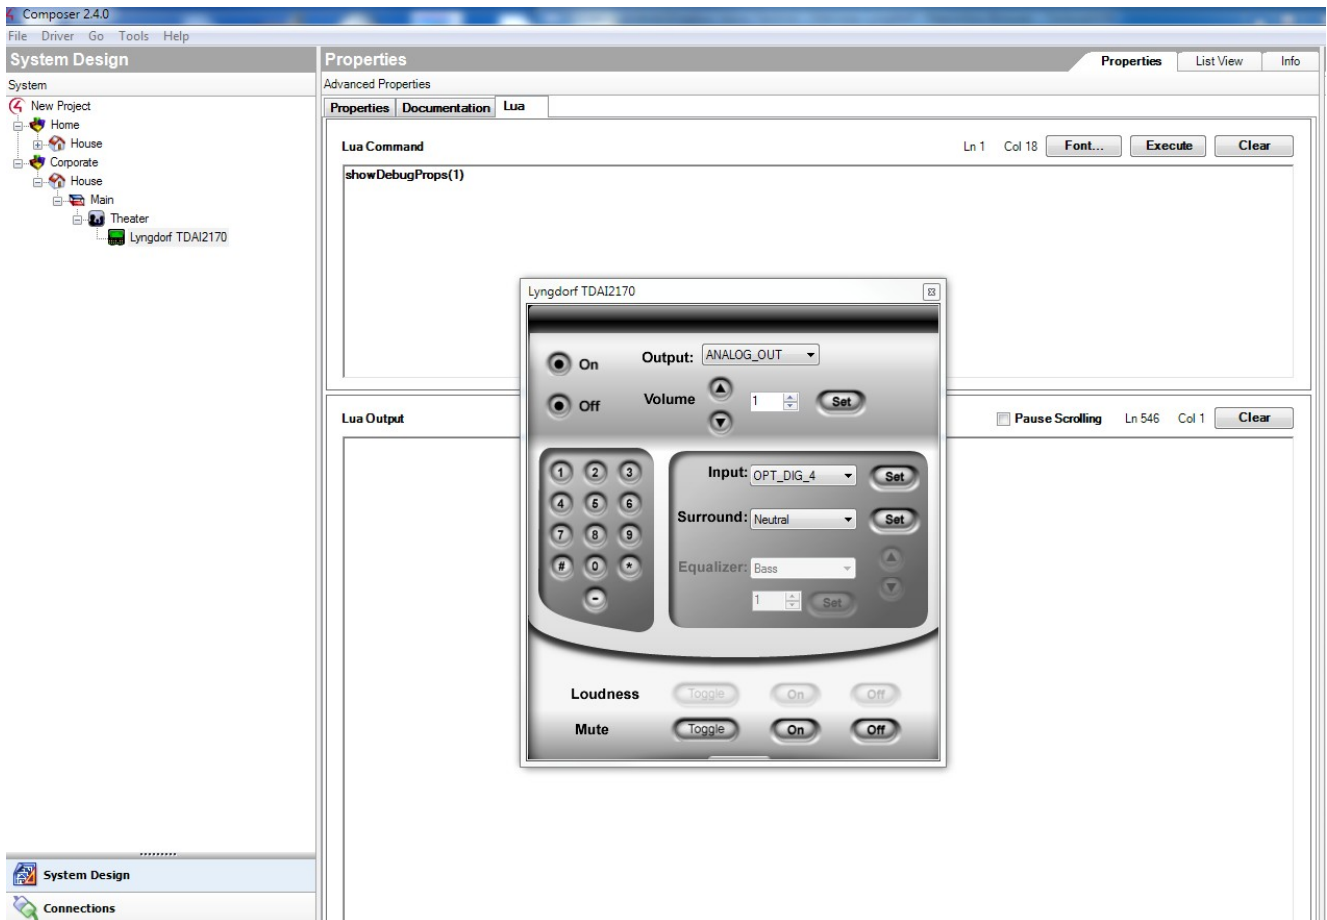 Composer 2.4.0
File Driver Go Tools Help
System Design
System
New Project
Home
House
Corporate
House
Main
Theater
Lyngdorf TDAI2170
System Design
Connections
Properties
Properties List View Info
Advanced Properties
Properties Documentation Lua
Lua Command Ln 1 Col 18 Font... Execute Clear
showDebugProps(1)
Lua Output Pause Scrolling Ln 546 Col 1 Clear
Lyngdorf TDAI2170
On Output: ANALOG_OUT
Off Volume 1 Set
1 2 3
4 5 6
7 8 9
# 0 *
-
Input: OPT_DIG_4 Set
Surround: Neutral Set
Equalizer: Bass
1 Set
Loudness Toggle On Off
Mute Toggle On Off